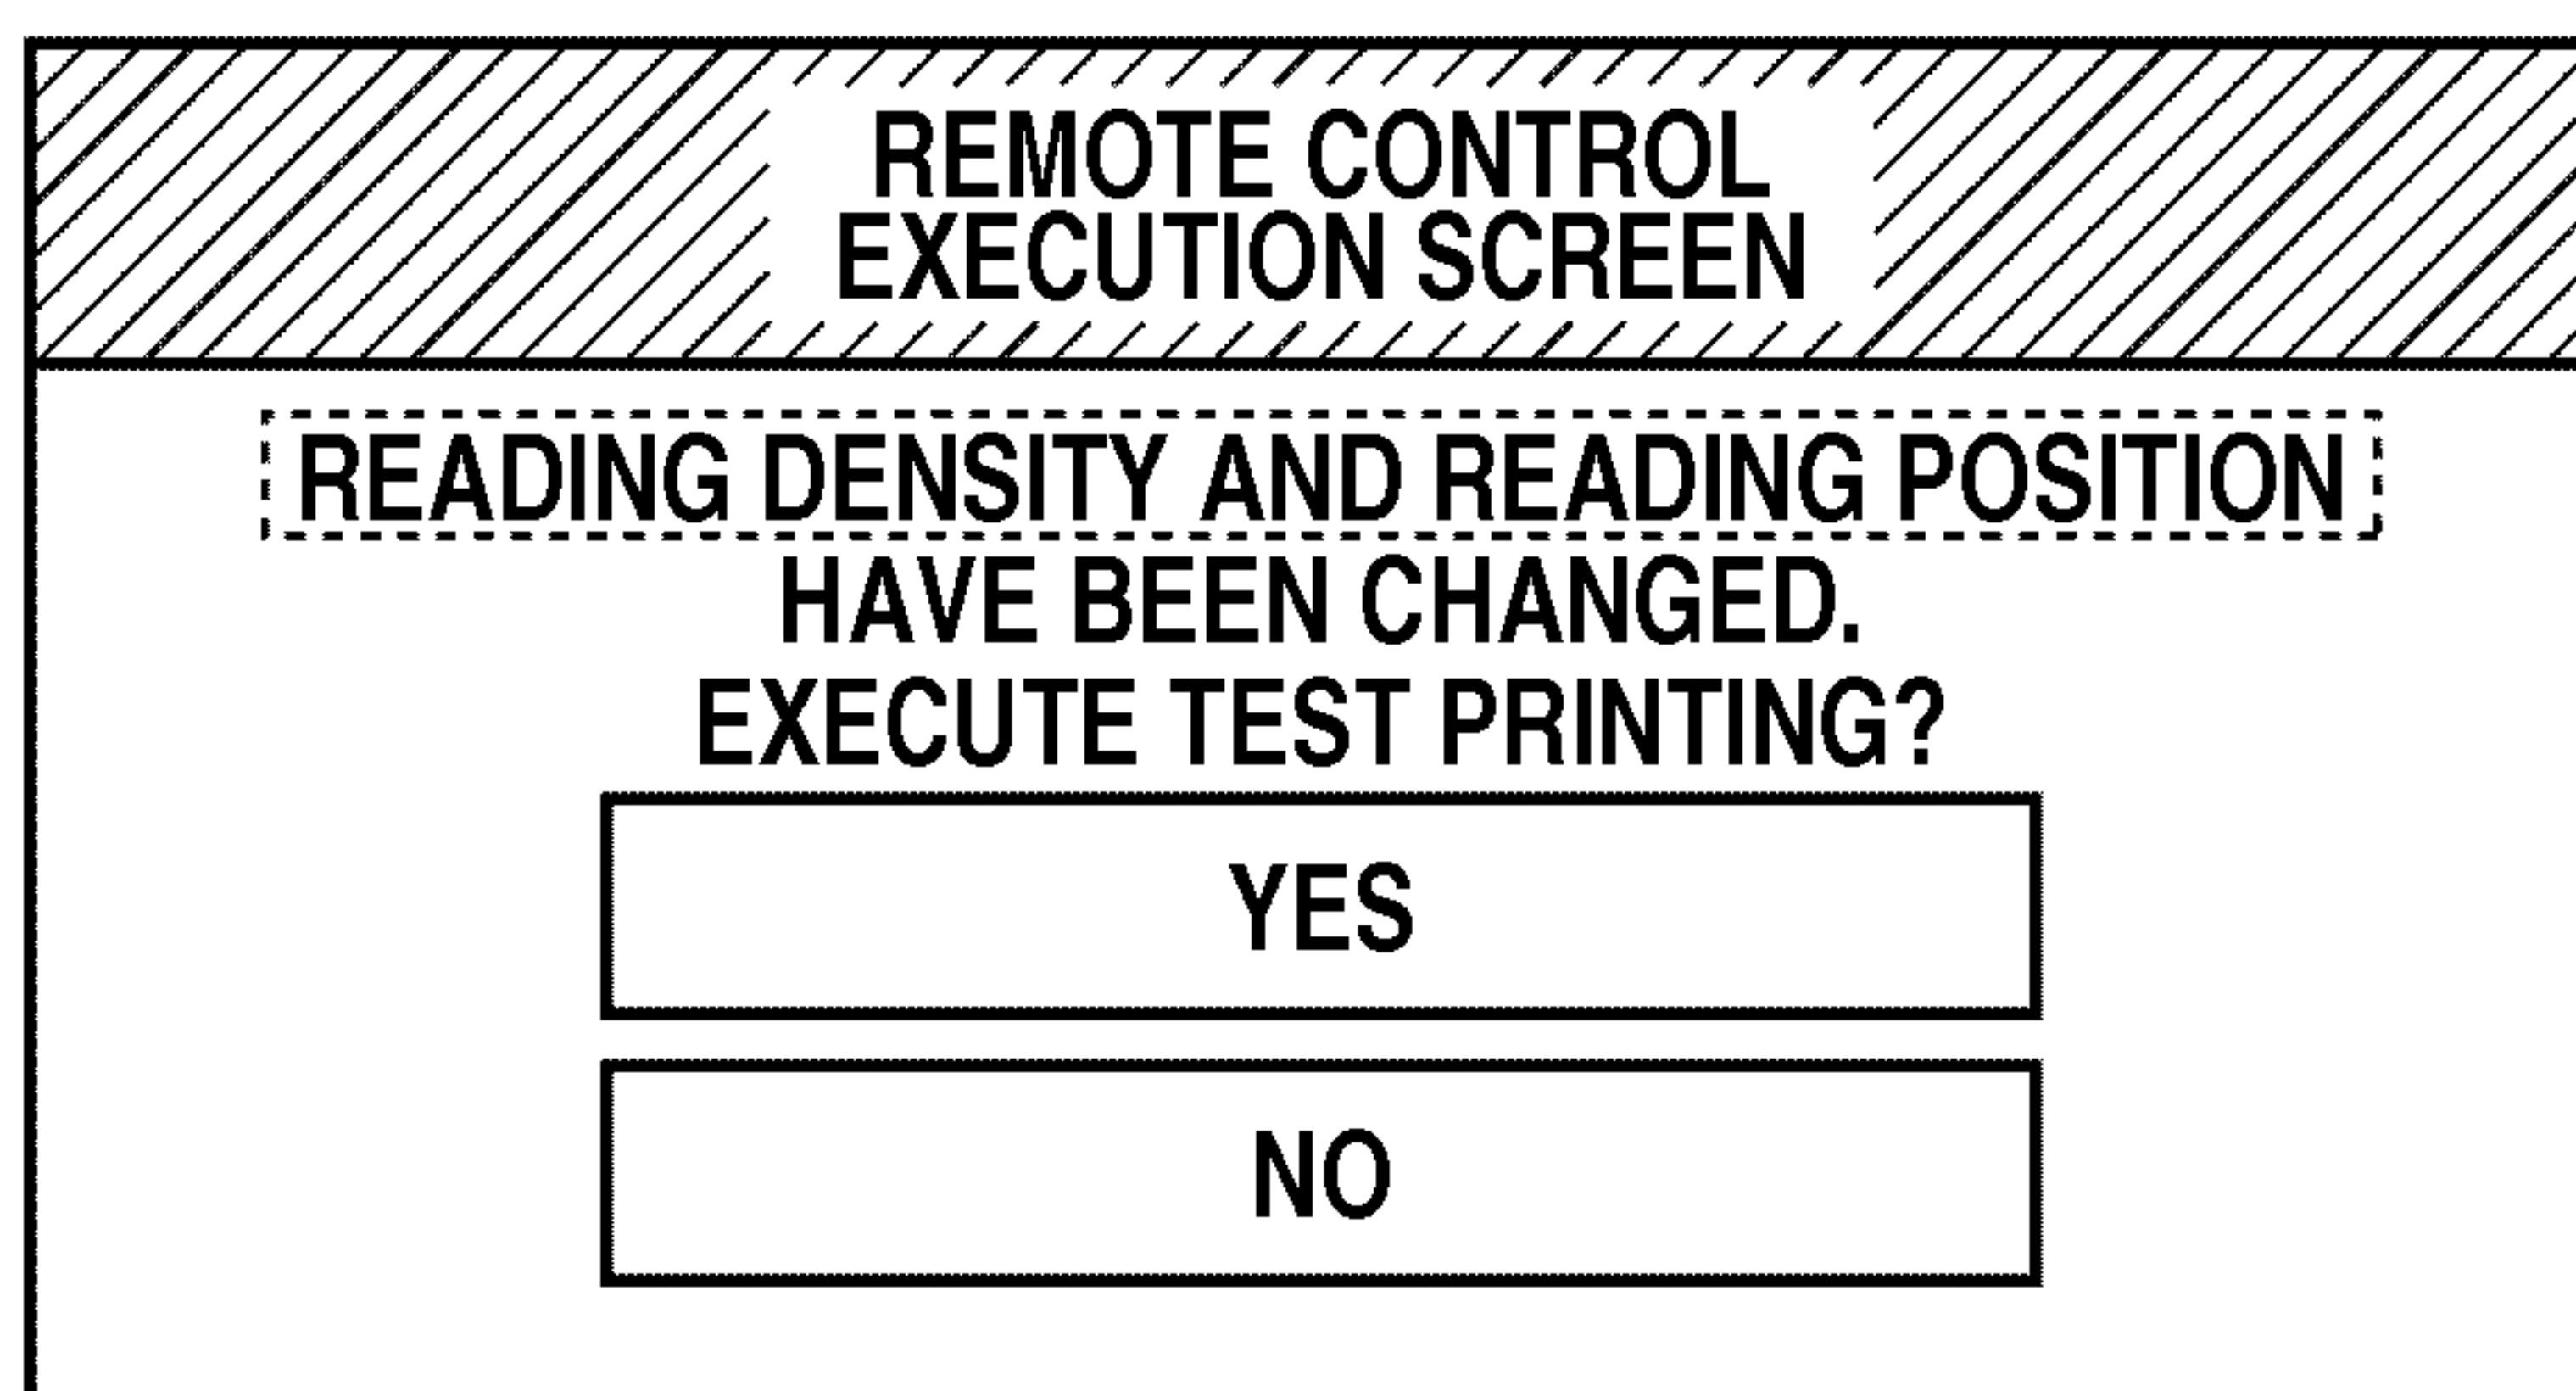 REMOTE CONTROL
EXECUTION SCREEN
READING DENSITY AND READING POSITION
HAVE BEEN CHANGED.
EXECUTE TEST PRINTING?
YES
NO